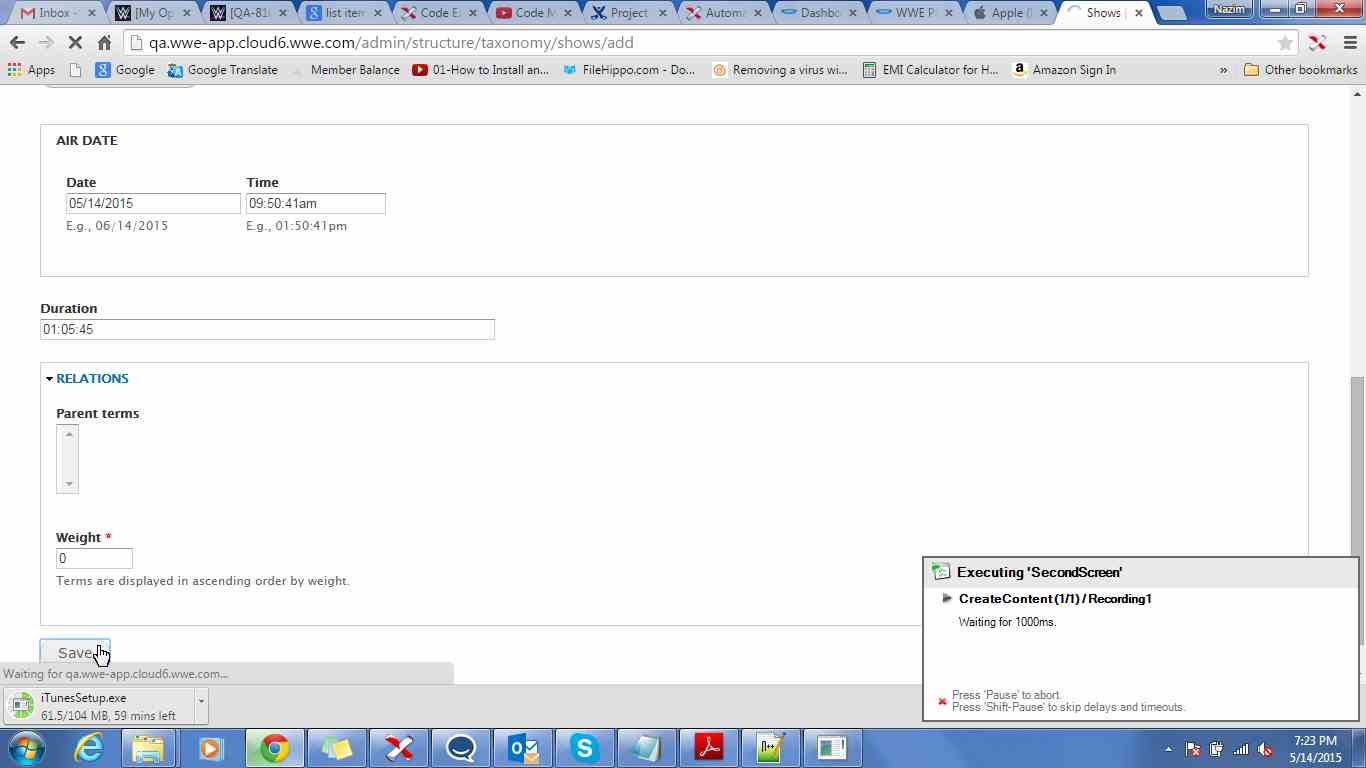 Inbox -
[My Op
[QA-810
list item
Code E
Code M
Project
Automa
Dashbo
WWE P
Apple (
Shows |
Nazim
qa.wwe-app.cloud6.wwe.com/admin/structure/taxonomy/shows/add
Apps
Google
Google Translate
Member Balance
01-How to Install an...
FileHippo.com - Do...
Removing a virus wi...
EMI Calculator for H...
Amazon Sign In
»
Other bookmarks
AIR DATE
Date Time
05/14/2015 09:50:41am
E.g., 06/14/2015 E.g., 01:50:41pm
Duration
01:05:45
RELATIONS
Parent terms
Weight *
0
Terms are displayed in ascending order by weight.
Save
Waiting for qa.wwe-app.cloud6.wwe.com...
Executing 'SecondScreen'
CreateContent (1/1) / Recording1
Waiting for 1000ms.
Press 'Pause' to abort.
Press 'Shift-Pause' to skip delays and timeouts.
iTunesSetup.exe
61.5/104 MB, 59 mins left
7:23 PM
5/14/2015